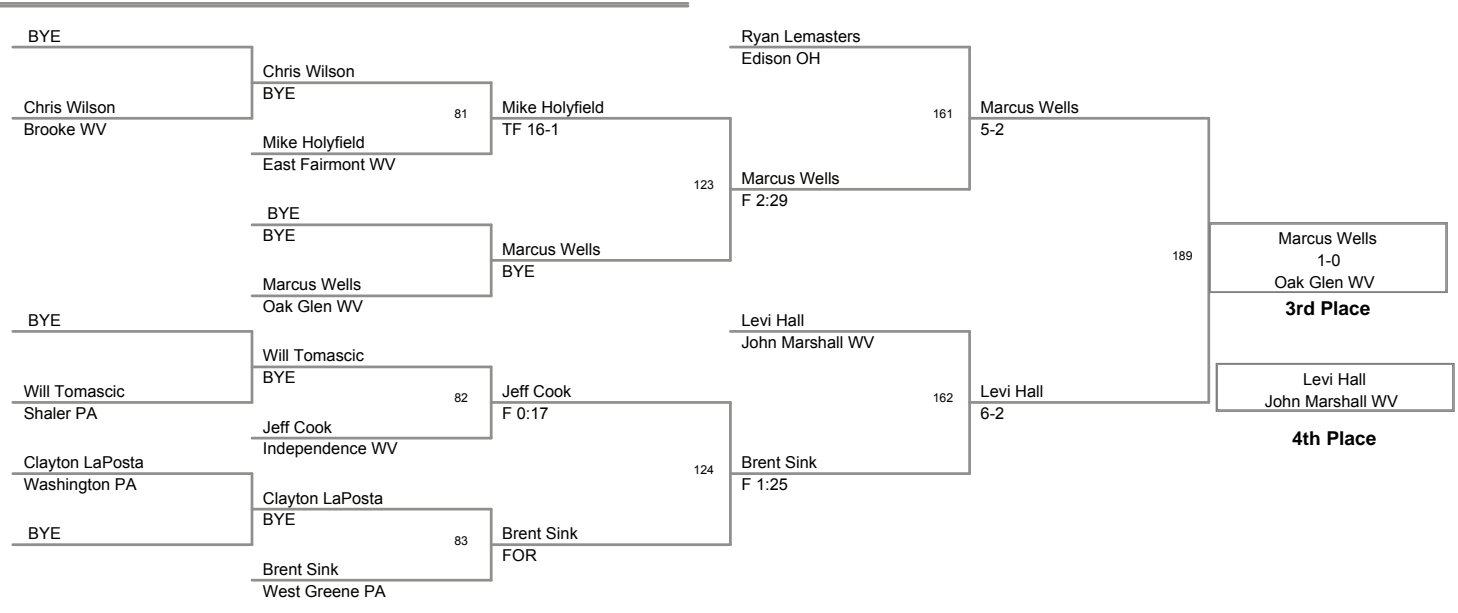 BYE
Chris Wilson
Brooke WV
Chris Wilson
BYE
81
Mike Holyfield
East Fairmont WV
Mike Holyfield
TF 16-1
BYE
BYE
Marcus Wells
Oak Glen WV
Marcus Wells
BYE
123
Marcus Wells
F 2:29
Ryan Lemasters
Edison OH
161
Marcus Wells
5-2
BYE
Will Tomascic
Shaler PA
Will Tomascic
BYE
82
Jeff Cook
Independence WV
Jeff Cook
F 0:17
Clayton LaPosta
Washington PA
BYE
Clayton LaPosta
BYE
83
Brent Sink
West Greene PA
Brent Sink
FOR
124
Brent Sink
F 1:25
Levi Hall
John Marshall WV
162
Levi Hall
6-2
189
Marcus Wells
1-0
Oak Glen WV
3rd Place
Levi Hall
John Marshall WV
4th Place